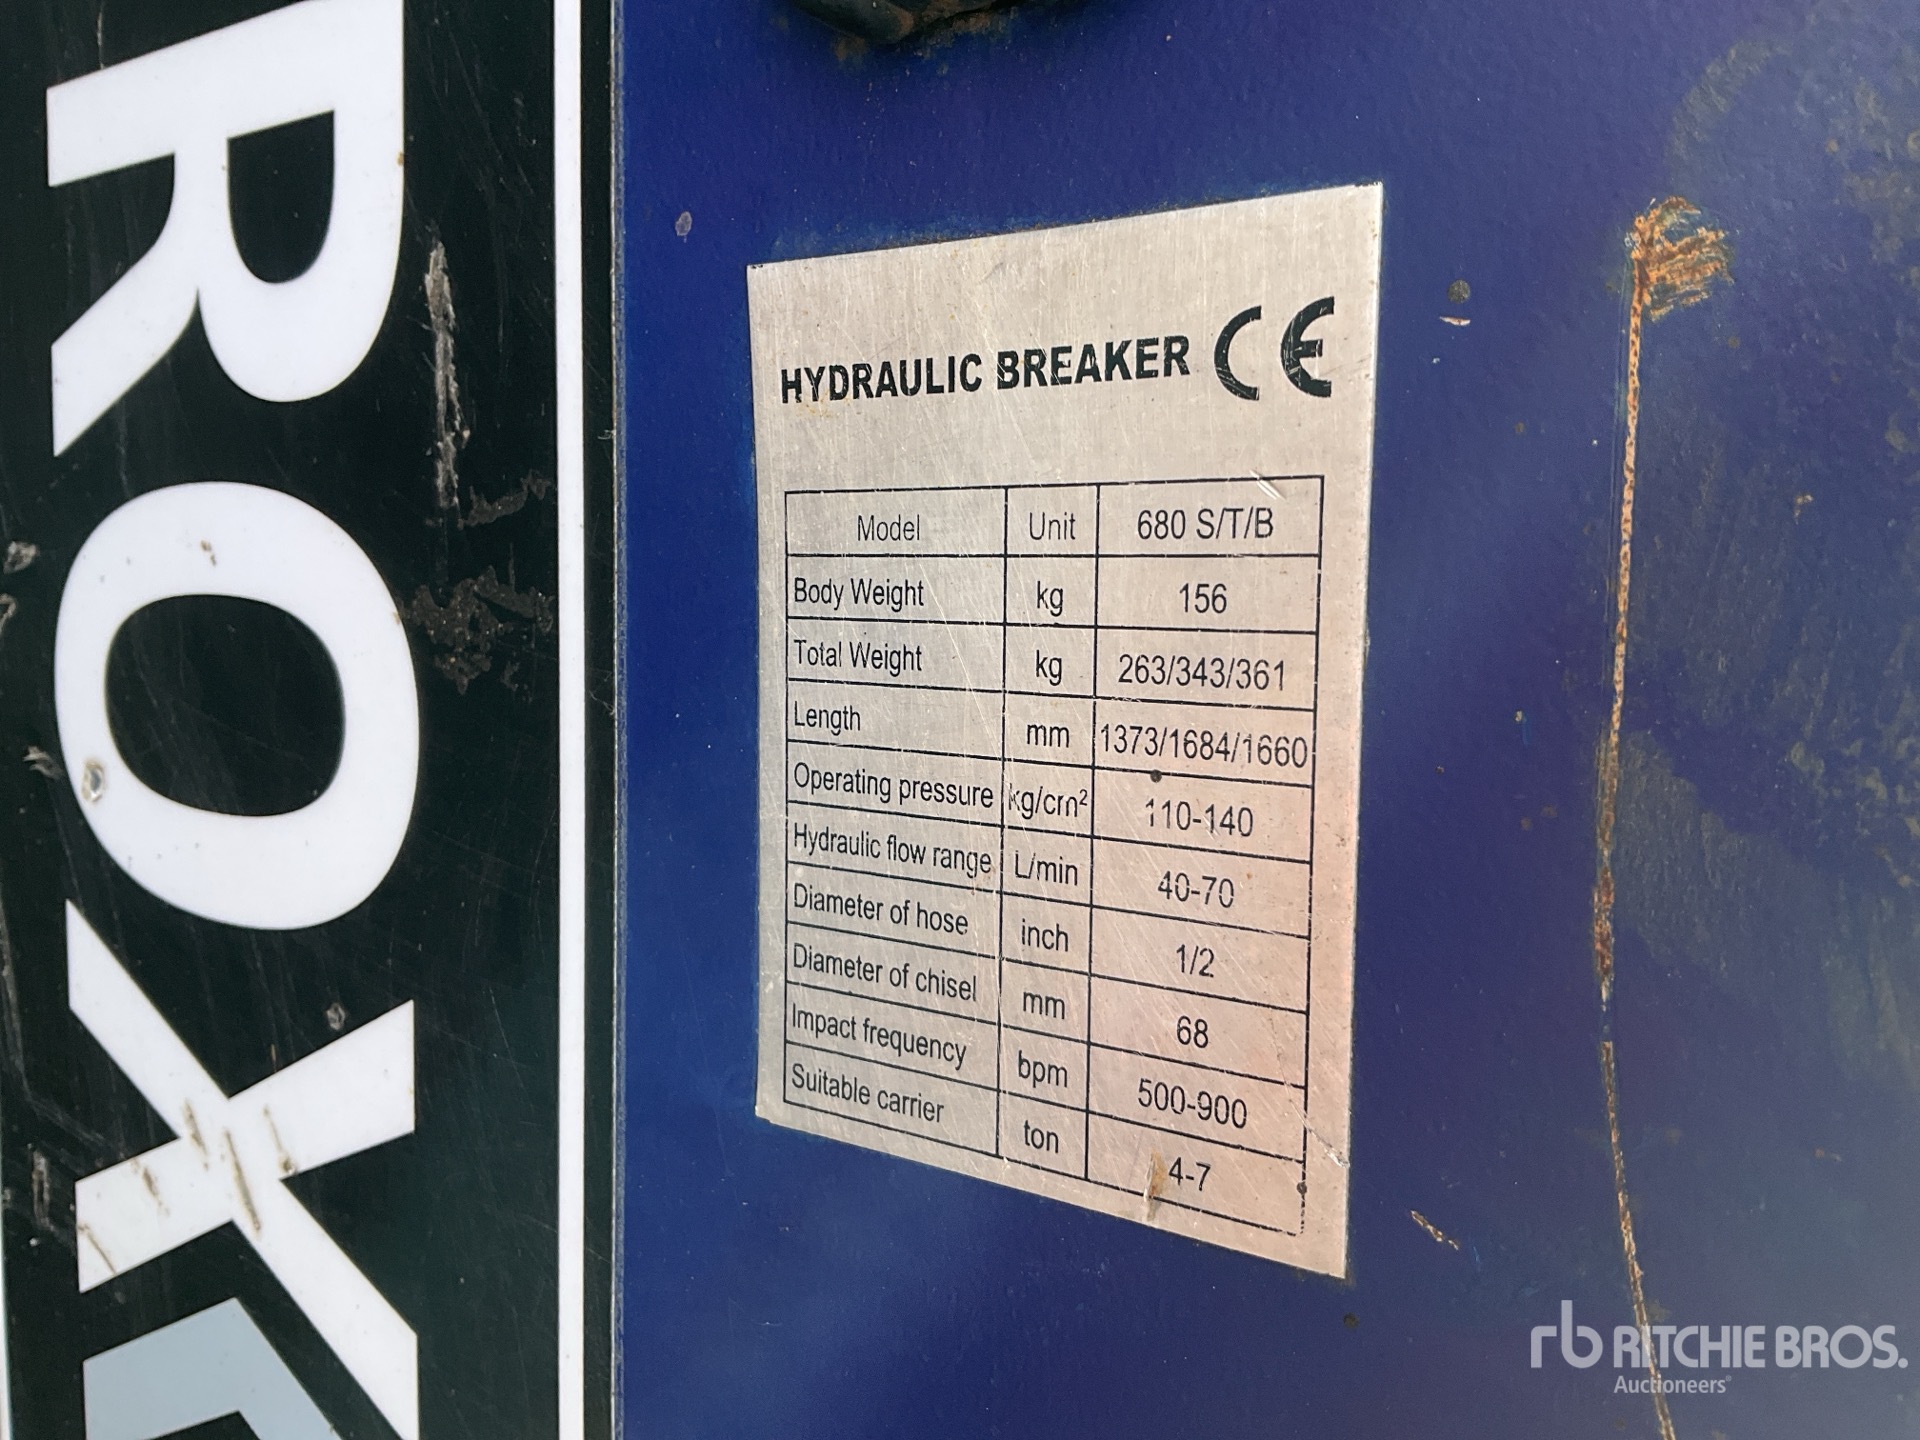 ROX
HYDRAULIC BREAKER CE
Model Unit 680 S/T/B
Body Weight kg 156
Total Weight kg 263/343/361
Length mm 1373/1684/1660
Operating pressure kg/cm² 110-140
Hydraulic flow range L/min 40-70
Diameter of hose inch 1/2
Diameter of chisel mm 68
Impact frequency bpm 500-900
Suitable carrier ton 4-7
rb RITCHIE BROS.
Auctioneers®